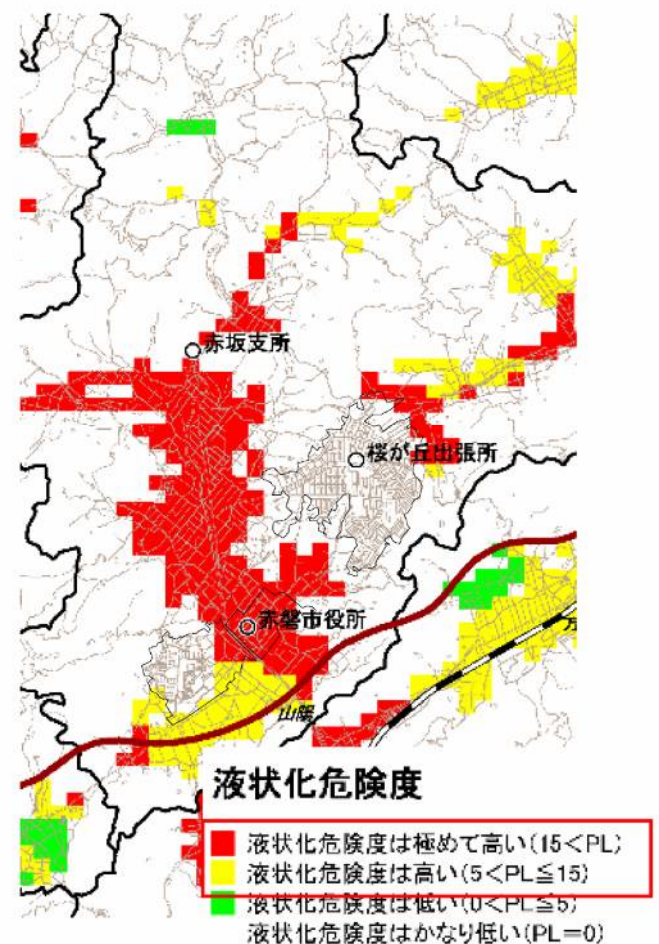 赤坂支所
桜が丘出張所
赤磐市役所
万
山陽
液状化危険度
液状化危険度は極めて高い(15<PL)
液状化危険度は高い(5<PL≦15)
液状化危険度は低い(0<PL≦5)
液状化危険度はかなり低い(PL=0)